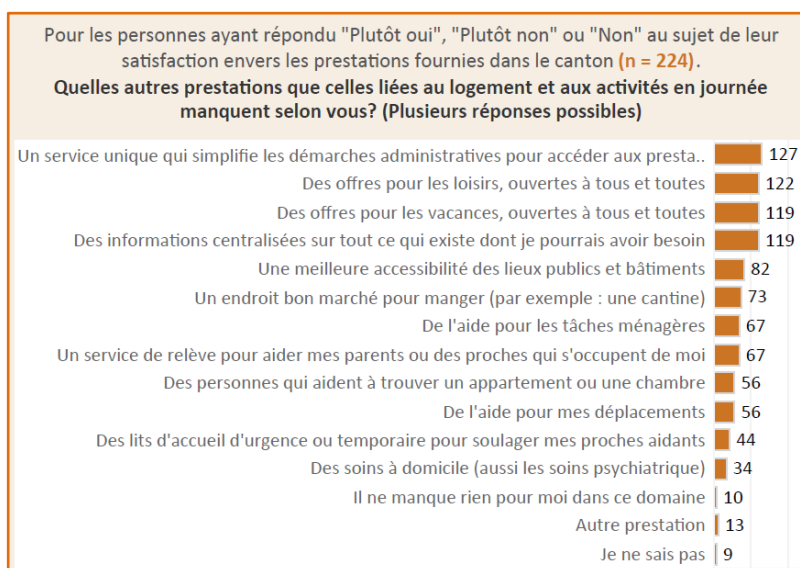 Pour les personnes ayant répondu "Plutôt oui", "Plutôt non" ou "Non" au sujet de leur
satisfaction envers les prestations fournies dans le canton (n = 224).
Quelles autres prestations que celles liées au logement et aux activités en journée
manquent selon vous? (Plusieurs réponses possibles)
Un service unique qui simplifie les démarches administratives pour accéder aux presta.. 127
Des offres pour les loisirs, ouvertes à tous et toutes 122
Des offres pour les vacances, ouvertes à tous et toutes 119
Des informations centralisées sur tout ce qui existe dont je pourrais avoir besoin 119
Une meilleure accessibilité des lieux publics et bâtiments 82
Un endroit bon marché pour manger (par exemple : une cantine) 73
De l'aide pour les tâches ménagères 67
Un service de relève pour aider mes parents ou des proches qui s'occupent de moi 67
Des personnes qui aident à trouver un appartement ou une chambre 56
De l'aide pour mes déplacements 56
Des lits d'accueil d'urgence ou temporaire pour soulager mes proches aidants 44
Des soins à domicile (aussi les soins psychiatrique) 34
Il ne manque rien pour moi dans ce domaine 10
Autre prestation 13
Je ne sais pas 9